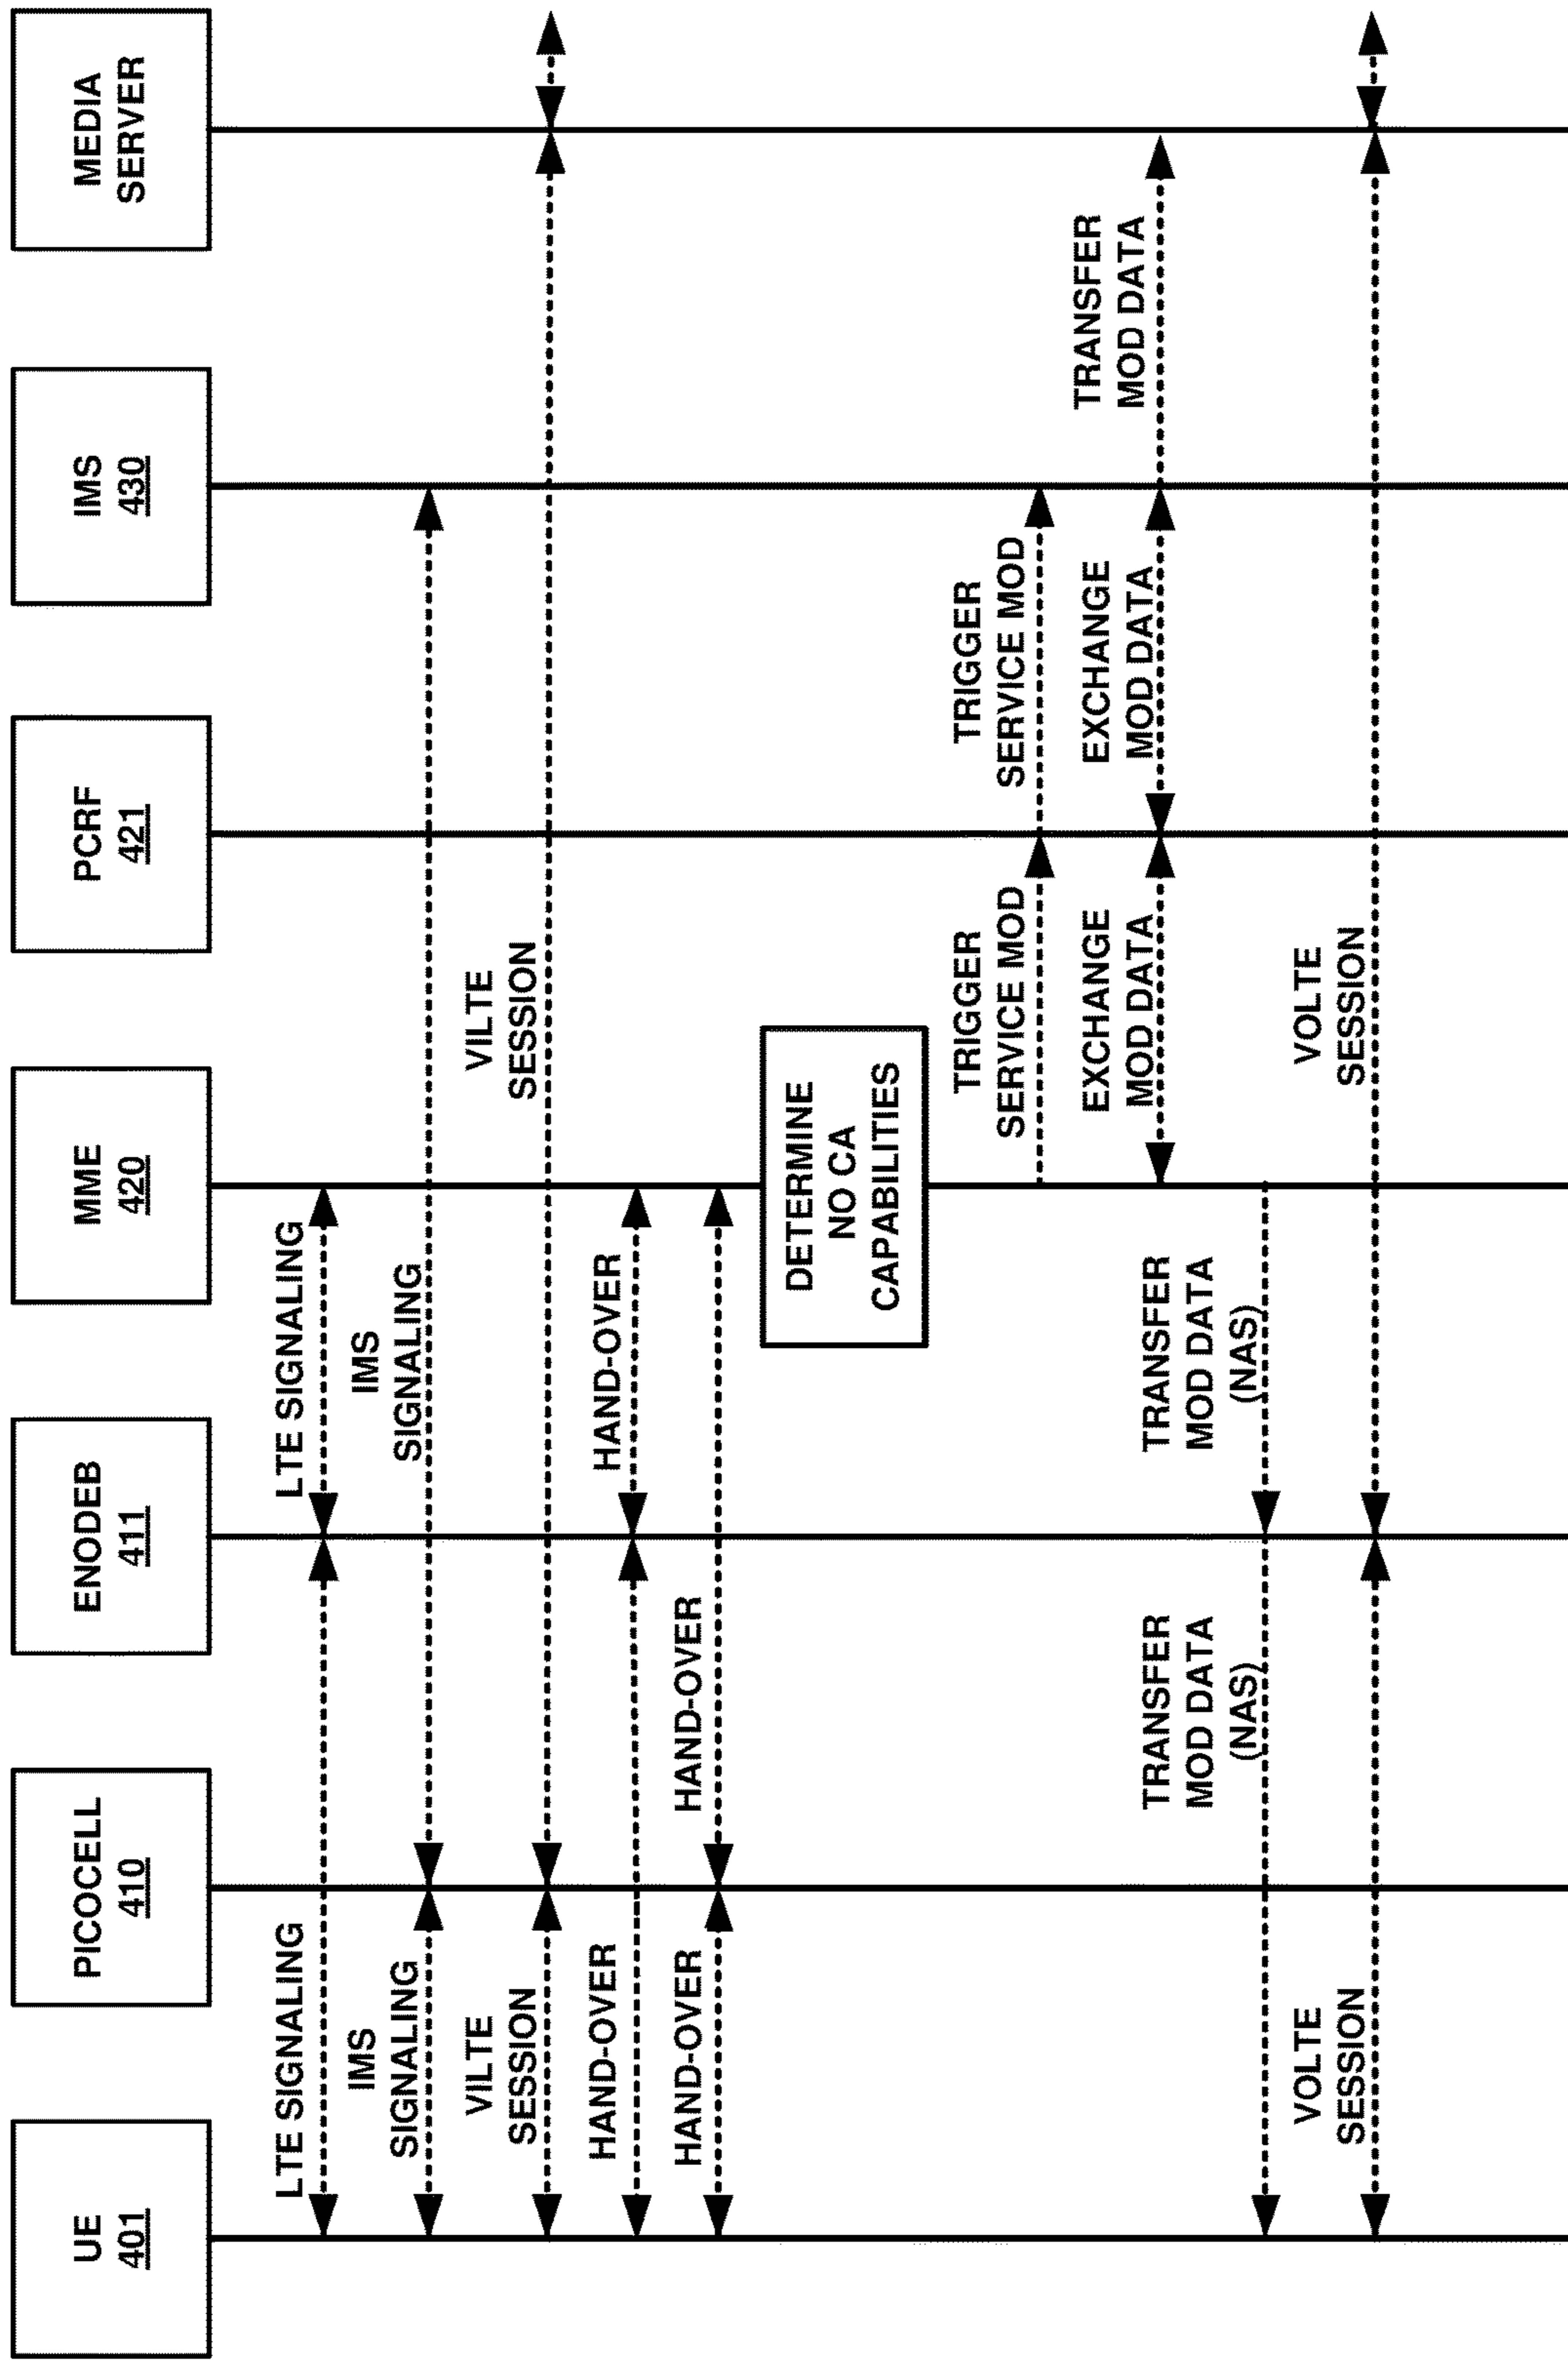 UE
401
PICOCELL
410
ENODEB
411
MME
420
PCRF
421
IMS
430
MEDIA
SERVER
LTE SIGNALING
LTE SIGNALING
IMS
SIGNALING
IMS
SIGNALING
VILTE
SESSION
VILTE
SESSION
HAND-OVER
HAND-OVER
HAND-OVER
HAND-OVER
DETERMINE
NO CA
CAPABILITIES
TRIGGER
SERVICE MOD
TRIGGER
SERVICE MOD
EXCHANGE
MOD DATA
EXCHANGE
MOD DATA
TRANSFER
MOD DATA
TRANSFER
MOD DATA
(NAS)
TRANSFER
MOD DATA
(NAS)
VOLTE
SESSION
VOLTE
SESSION